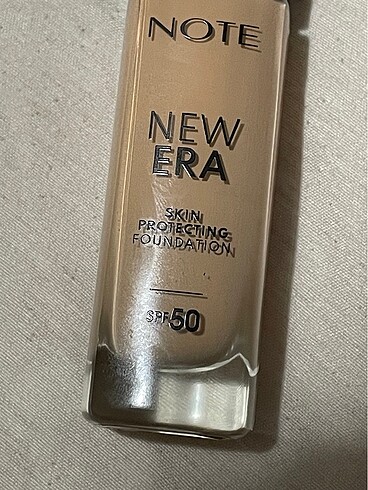 NOTE
NEW
ERA
SKIN
PROTECTING
FOUNDATION
SPF50